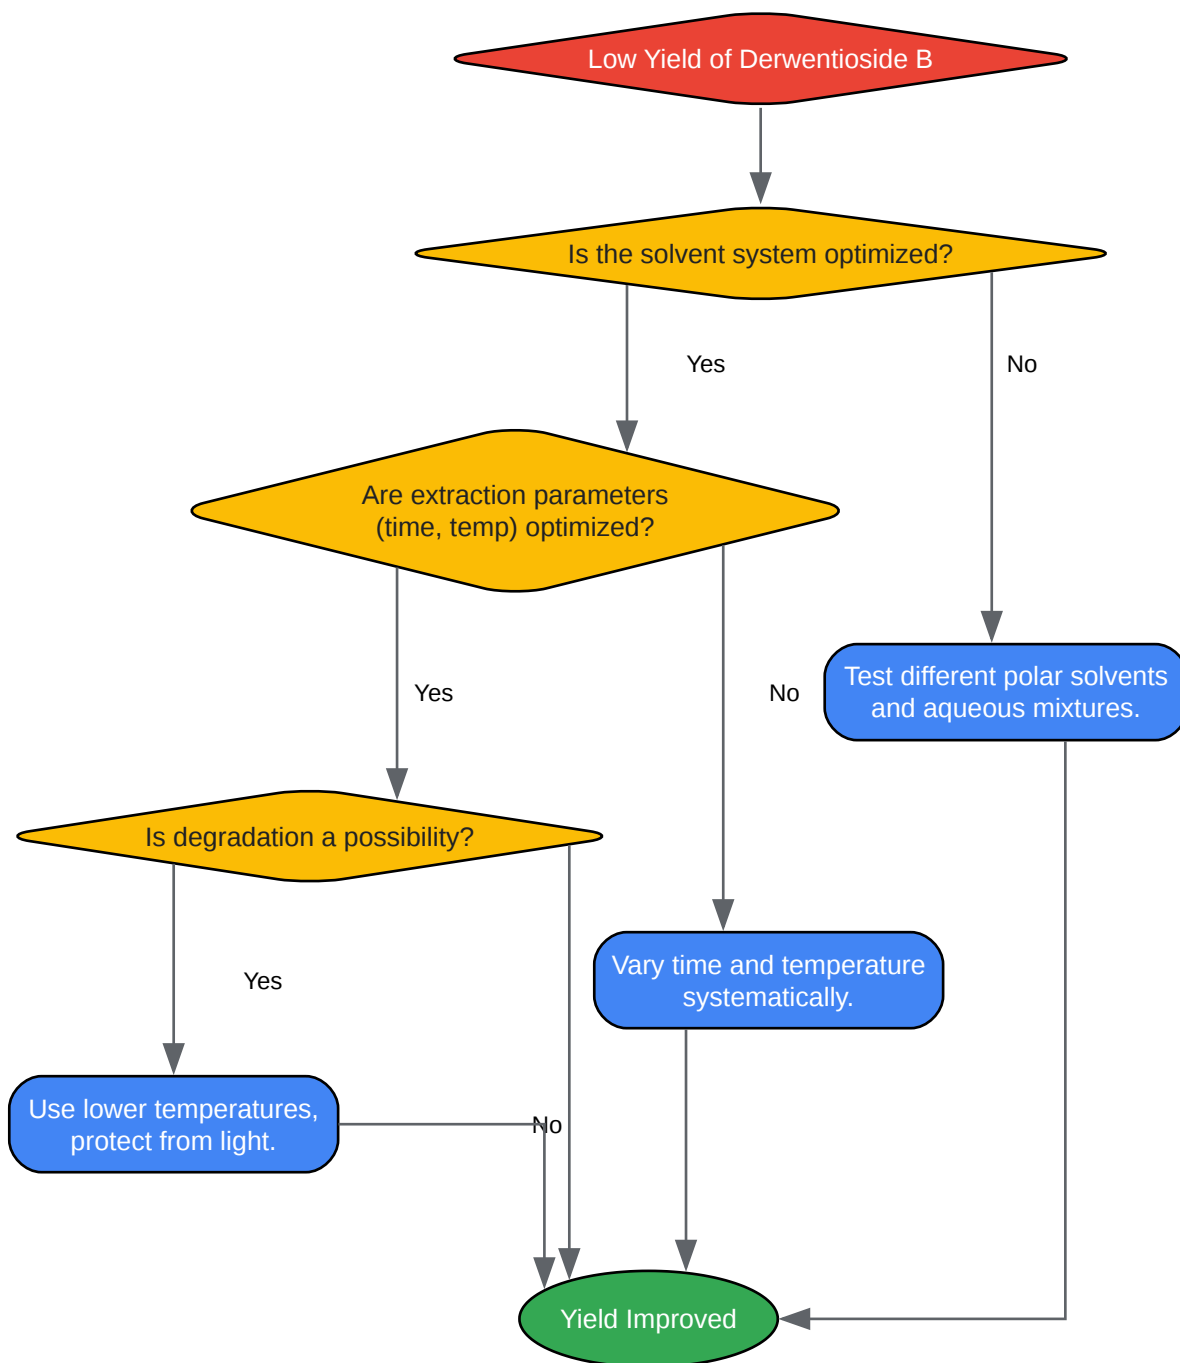 Low Yield of Derwentioside B
Is the solvent system optimized?
Yes
No
Are extraction parameters
(time, temp) optimized?
Test different polar solvents
and aqueous mixtures.
Yes
No
Is degradation a possibility?
Vary time and temperature
systematically.
Yes
Use lower temperatures,
protect from light.
No
Yield Improved